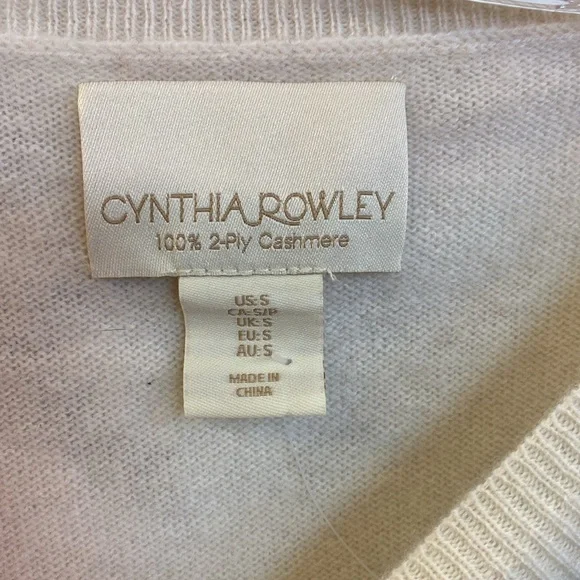 CYNTHIA ROWLEY
100% 2-Ply Cashmere
US: S
CA: S/P
UK: S
EU: S
AU: S
MADE IN
CHINA